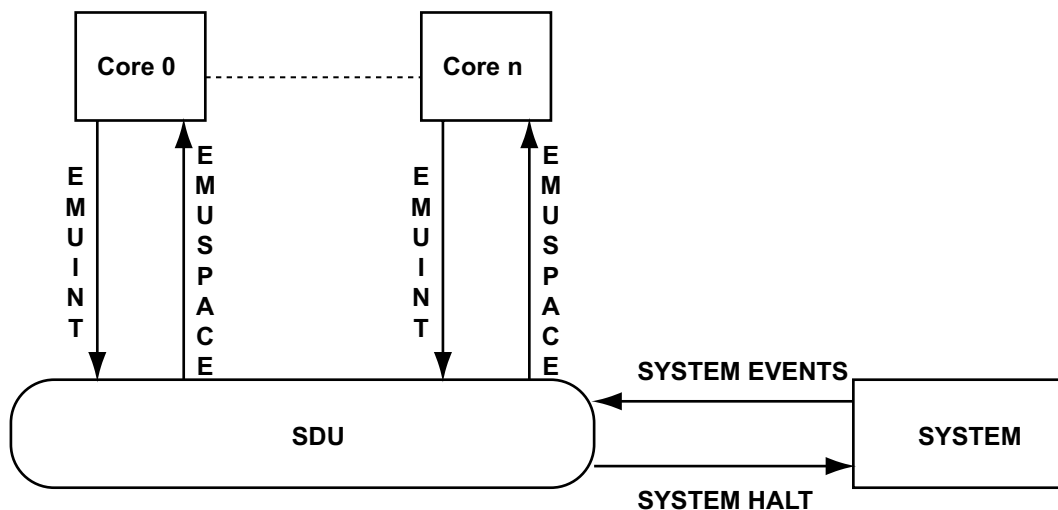 Core 0
Core n
EMUINT
EMUSPACE
EMUINT
EMUSPACE
SYSTEM EVENTS
SDU
SYSTEM
SYSTEM HALT